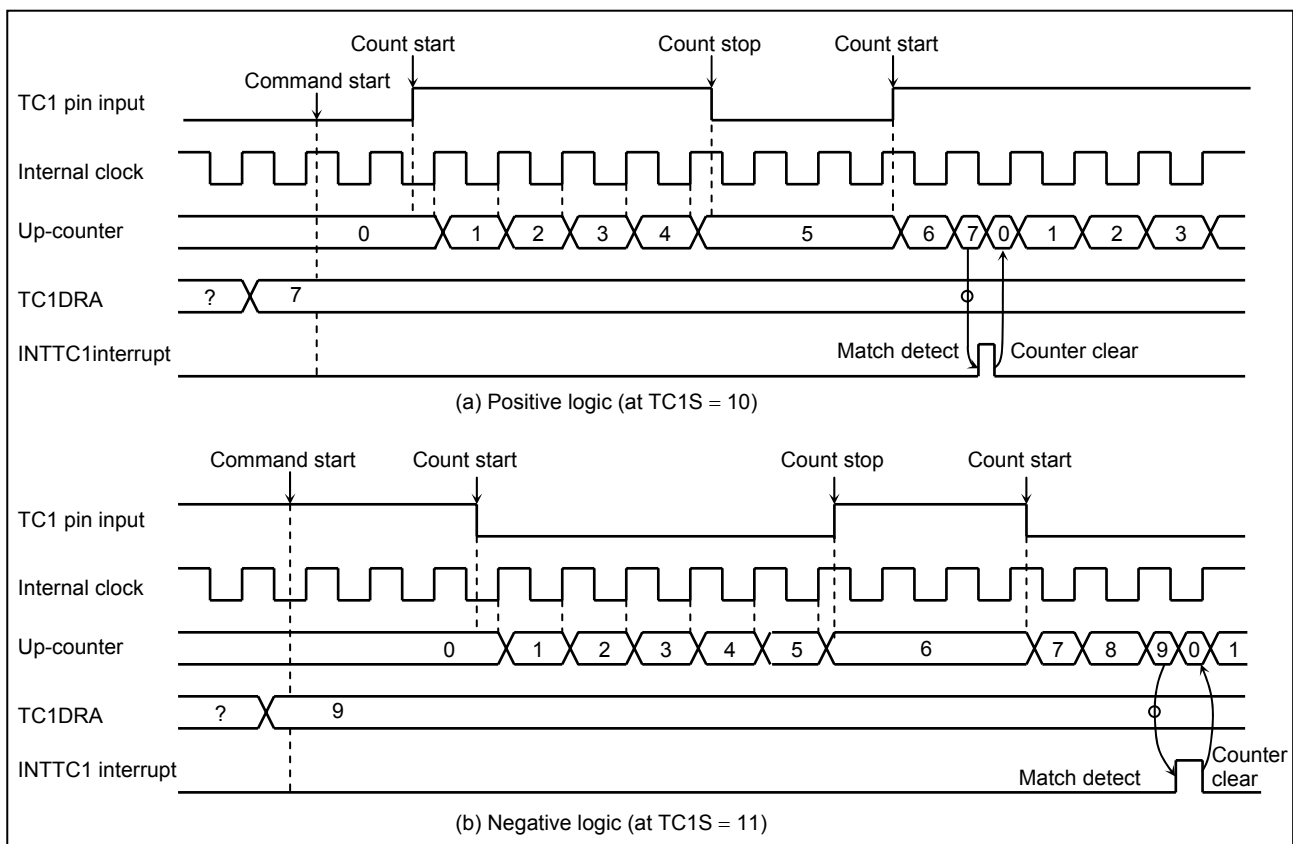 Count start Count stop Count start
Command start
TC1 pin input
Internal clock
Up-counter 0 1 2 3 4 5 6 7 0 1 2 3
TC1DRA ? 7
INTTC1interrupt Match detect Counter clear
(a) Positive logic (at TC1S = 10)
Command start Count start Count stop Count start
TC1 pin input
Internal clock
Up-counter 0 1 2 3 4 5 6 7 8 9 0 1
TC1DRA ? 9
INTTC1 interrupt Match detect Counter
clear
(b) Negative logic (at TC1S = 11)